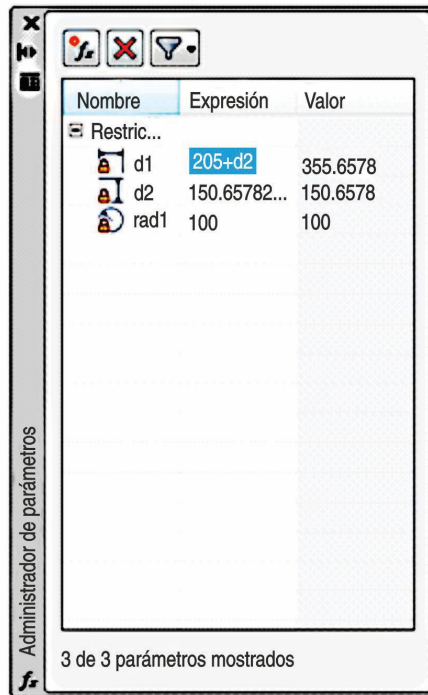 Nombre Expresión Valor
Restric...
d1 205+d2 355.6578
d2 150.65782... 150.6578
rad1 100 100
3 de 3 parámetros mostrados
Administrador de parámetros
fx